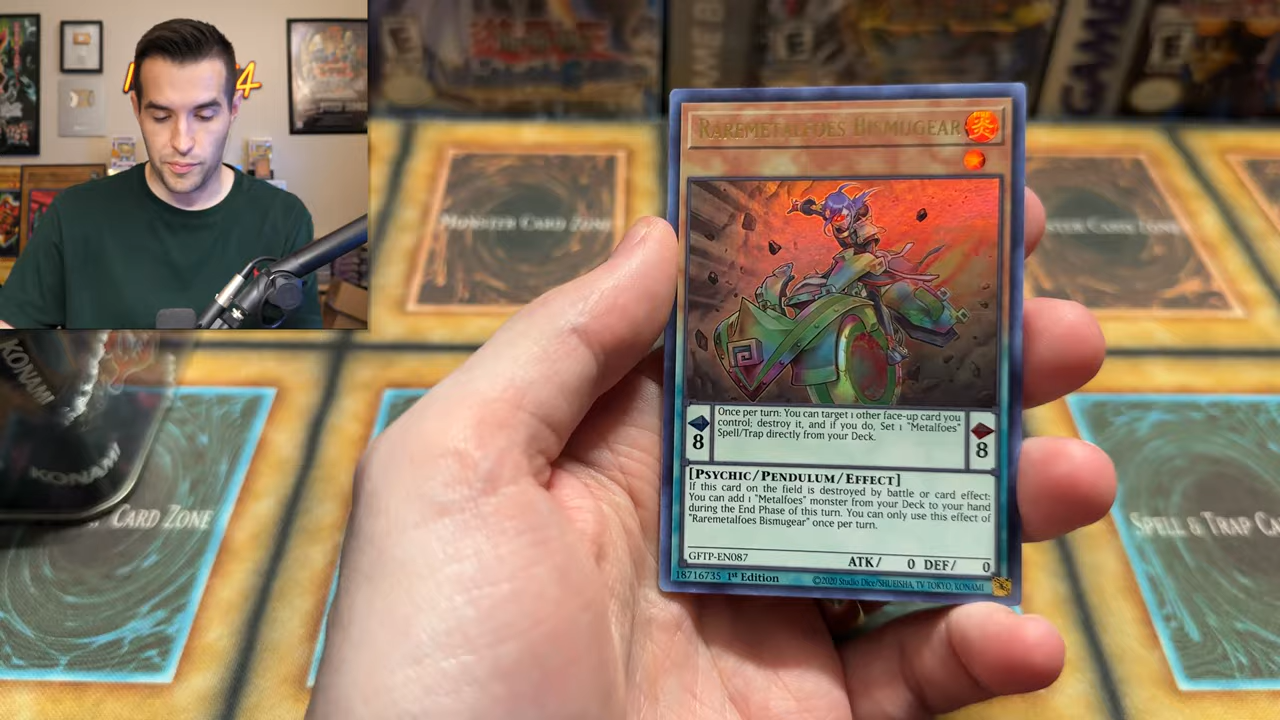 MONSTER CARD ZONE
RAREMETALFOES BISMUGEAR
炎
Once per turn: You can target 1 other face-up card you
control; destroy it, and if you do, Set 1 "Metalfoes"
Spell/Trap directly from your Deck.
8
8
[PSYCHIC/PENDULUM/EFFECT]
If this card on the field is destroyed by battle or card effect:
You can add 1 "Metalfoes" monster from your Deck to your hand
during the End Phase of this turn. You can only use this effect of
"Raremetalfoes Bismugear" once per turn.
GFTP-EN087
ATK/ 0 DEF/ 0
18716735 1st Edition
©2020 Studio Dice/SHUEISHA, TV TOKYO, KONAMI
KONAMI
KONAMI
CARD ZONE
SPELL & TRAP CA
GAME
E
E